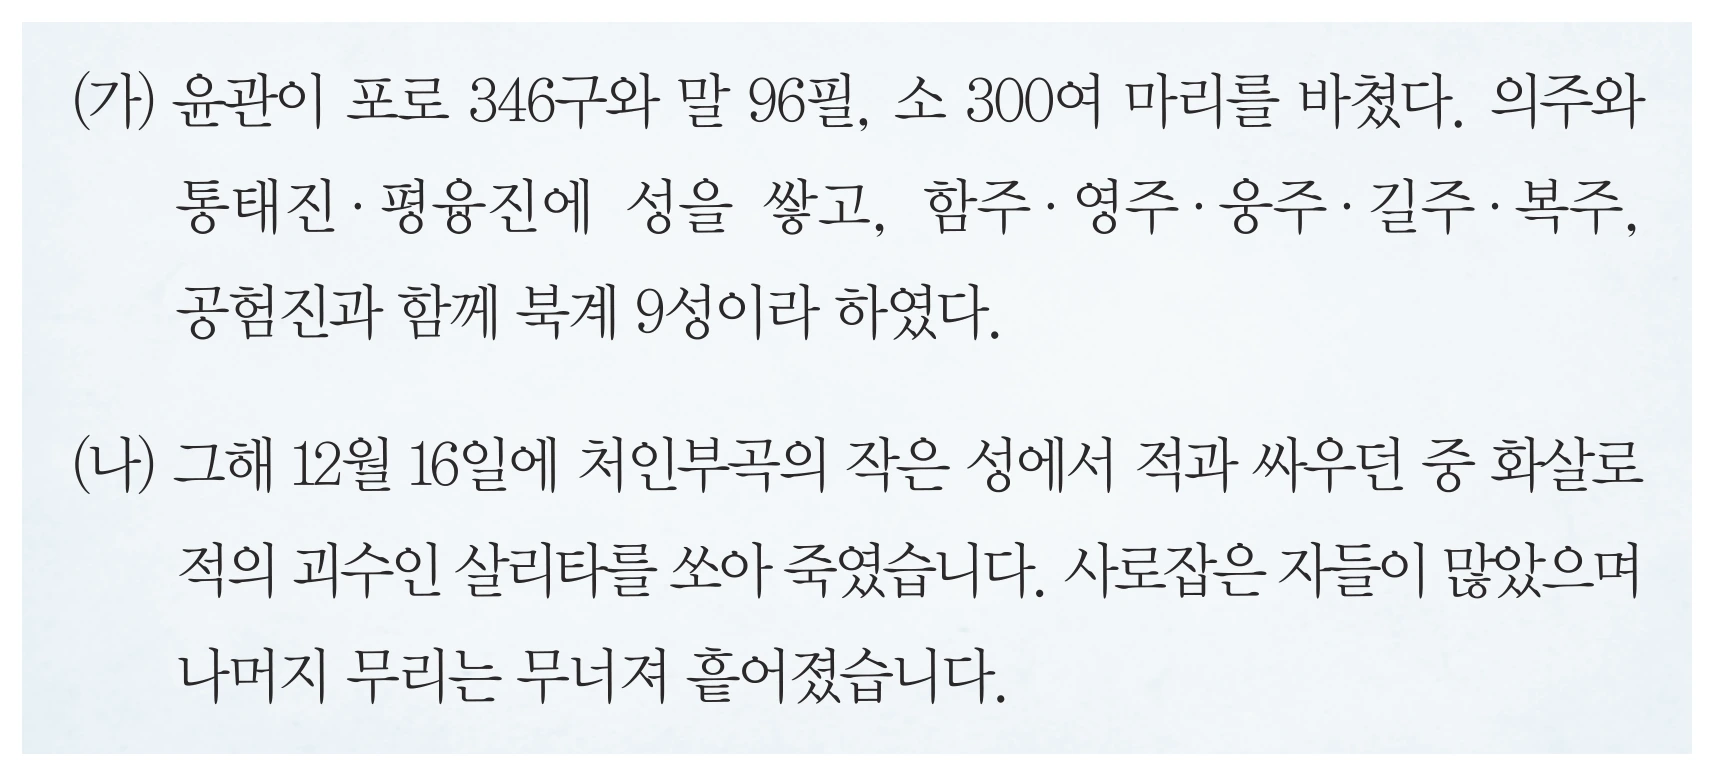 (가) 윤관이 포로 346구와 말 96필, 소 300여 마리를 바쳤다. 의주와
통태진·평융진에 성을 쌓고, 함주·영주·웅주·길주·복주,
공험진과 함께 북계 9성이라 하였다.
(나) 그해 12월 16일에 처인부곡의 작은 성에서 적과 싸우던 중 화살로
적의 괴수인 살리타를 쏘아 죽였습니다. 사로잡은 자들이 많았으며
나머지 무리는 무너져 흩어졌습니다.